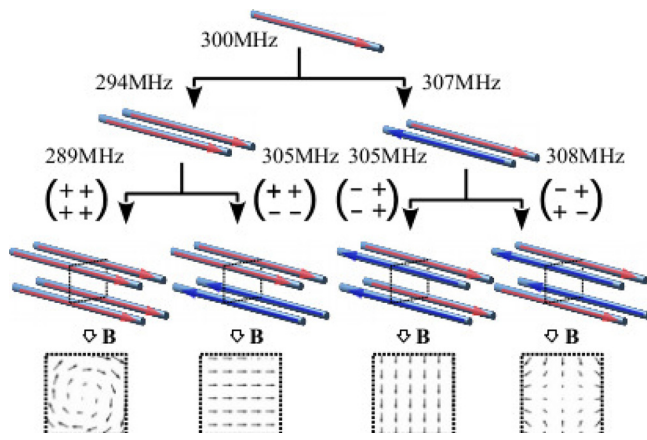 300MHz
294MHz 307MHz
289MHz 305MHz 305MHz 308MHz
(+ + (+ + (- + (- +
+ +) - -) - +) + -)
B B B B